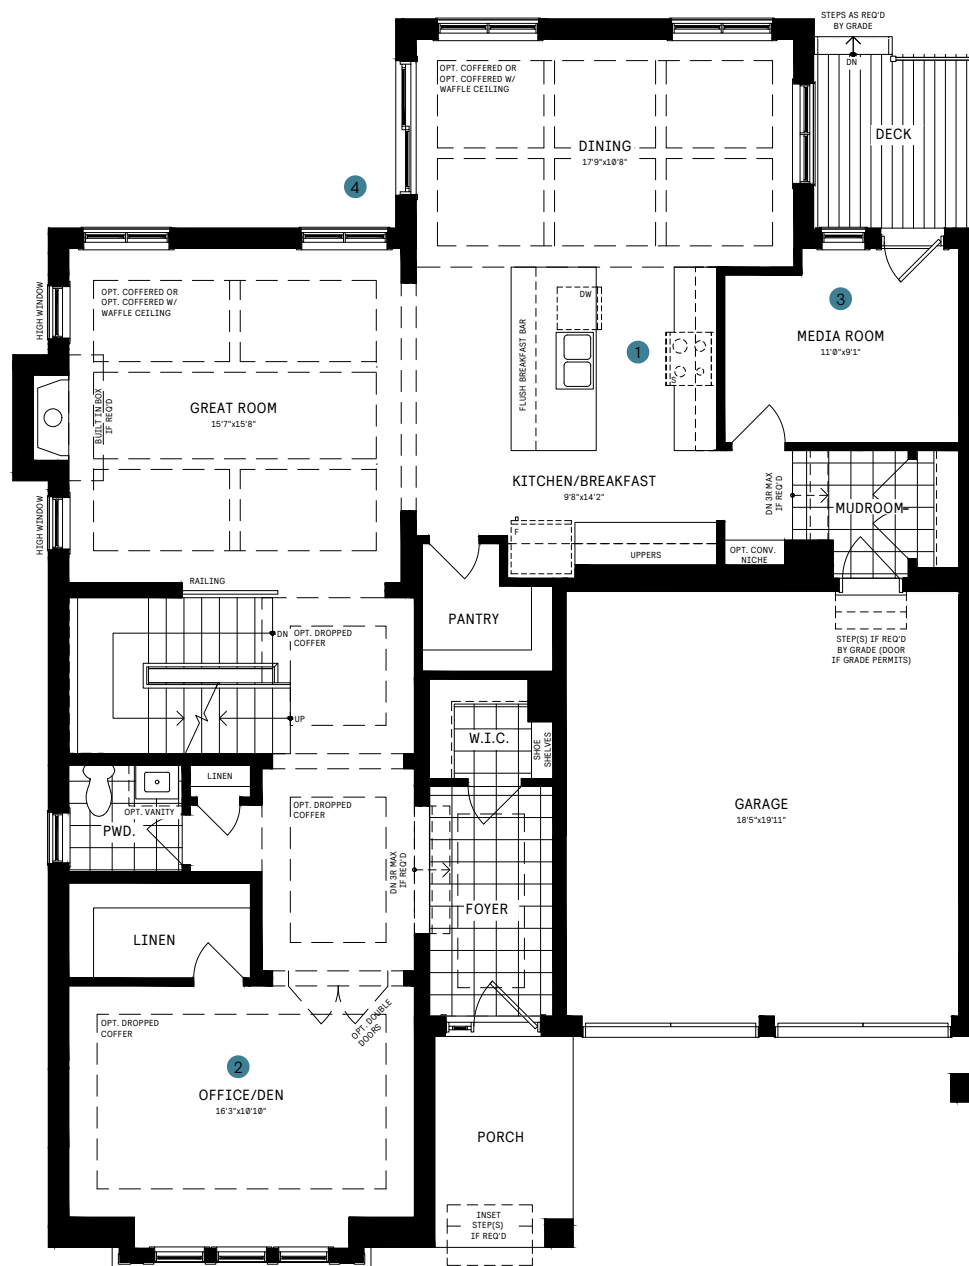 STEPS AS REQ'D
BY GRADE
DN
DECK
OPT. COFFERED OR
OPT. COFFERED W/
WAFFLE CEILING
DINING
17'9"x10'8"
4
HIGH WINDOW
OPT. COFFERED OR
OPT. COFFERED W/
WAFFLE CEILING
GREAT ROOM
15'7"x15'8"
BUILT IN BOX
IF REQ'D
HIGH WINDOW
FLUSH BREAKFAST BAR
DW
1
S
3
MEDIA ROOM
11'0"x9'1"
KITCHEN/BREAKFAST
9'8"x14'2"
DN 3R MAX
IF REQ'D
MUDROOM
F
UPPERS
OPT. CONV.
NICHE
RAILING
DN
OPT. DROPPED
COFFER
PANTRY
STEP(S) IF REQ'D
BY GRADE (DOOR
IF GRADE PERMITS)
UP
W.I.C.
SHOE
SHELVES
LINEN
OPT. VANITY
PWD.
OPT. DROPPED
COFFER
DN 3R MAX
IF REQ'D
GARAGE
18'5"x19'11"
FOYER
LINEN
OPT. DROPPED
COFFER
OPT. DOUBLE
DOORS
2
OFFICE/DEN
16'3"x10'10"
PORCH
INSET
STEP(S)
IF REQ'D